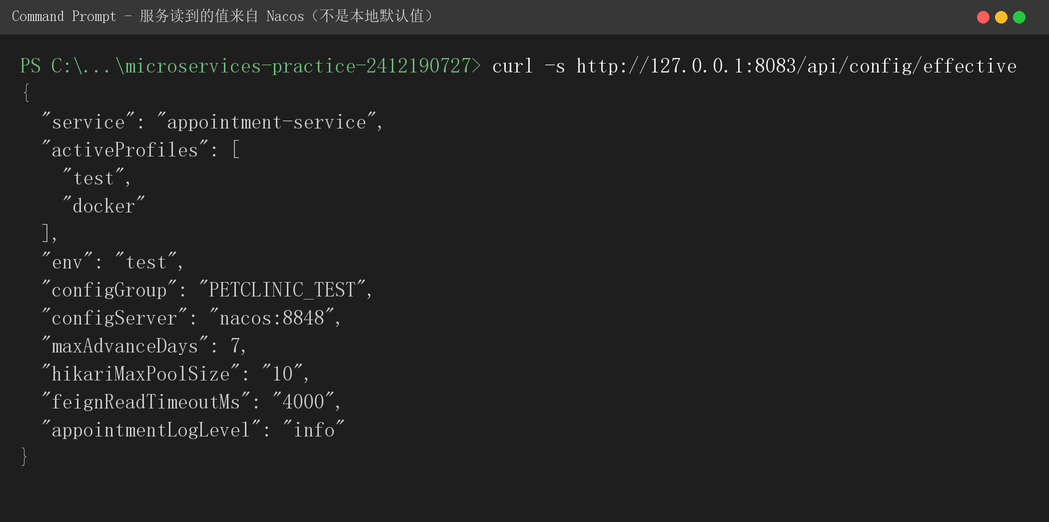 Command Prompt - 服务读到的值来自 Nacos（不是本地默认值）
PS C:\...\microservices-practice-2412190727> curl -s http://127.0.0.1:8083/api/config/effective
{
  "service": "appointment-service",
  "activeProfiles": [
    "test",
    "docker"
  ],
  "env": "test",
  "configGroup": "PETCLINIC_TEST",
  "configServer": "nacos:8848",
  "maxAdvanceDays": 7,
  "hikariMaxPoolSize": "10",
  "feignReadTimeoutMs": "4000",
  "appointmentLogLevel": "info"
}